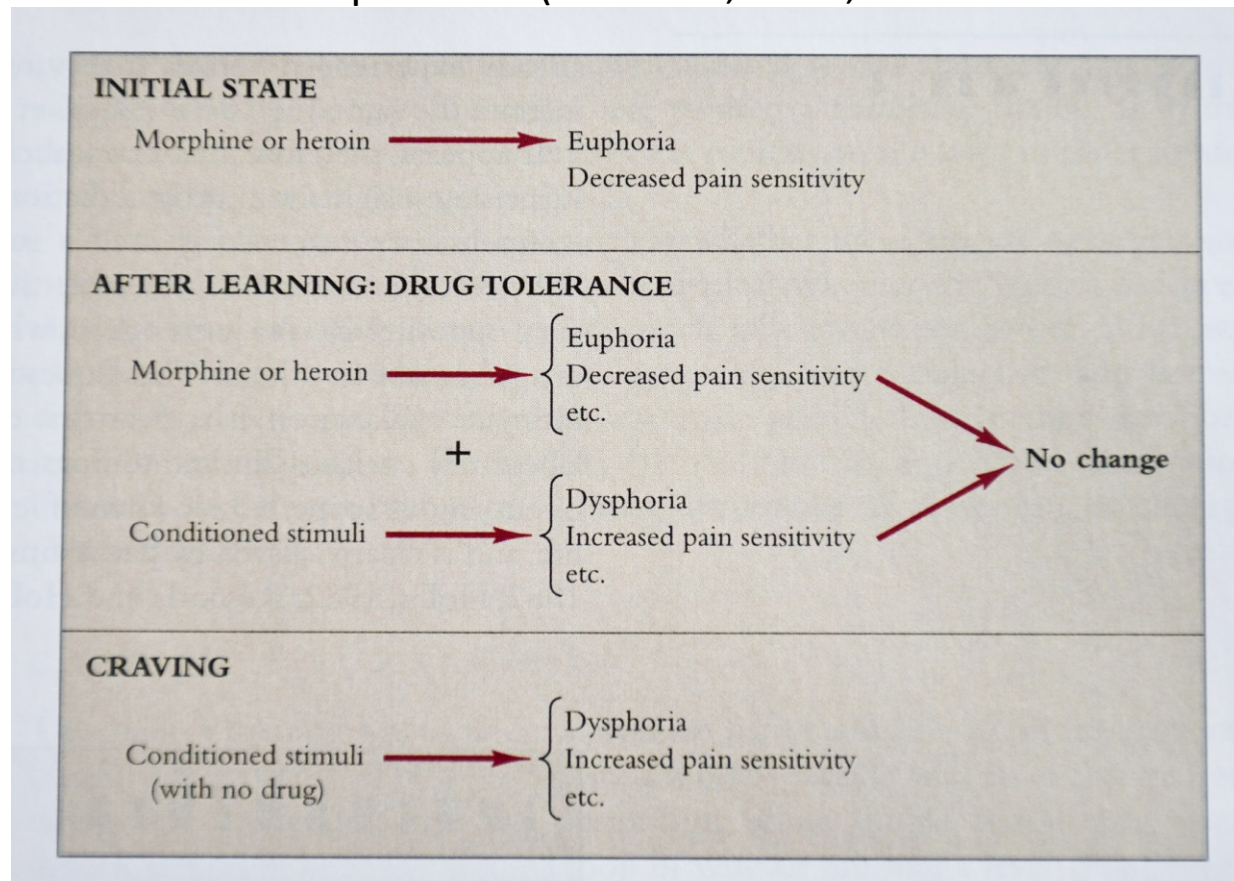 INITIAL STATE
Morphine or heroin
Euphoria
Decreased pain sensitivity
AFTER LEARNING: DRUG TOLERANCE
Morphine or heroin
Euphoria
Decreased pain sensitivity
etc.
+
No change
Conditioned stimuli
Dysphoria
Increased pain sensitivity
etc.
CRAVING
Conditioned stimuli
(with no drug)
Dysphoria
Increased pain sensitivity
etc.